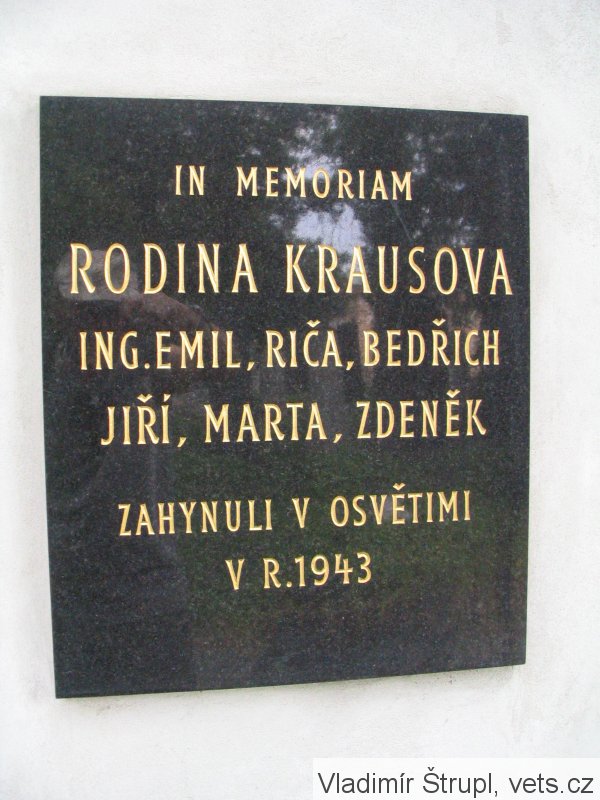 IN MEMORIAM
RODINA KRAUSOVA
ING.EMIL, RIČA, BEDŘICH
JIŘÍ, MARTA, ZDENĚK
ZAHYNULI V OSVĚTIMI
V R.1943
Vladimír Štrupl, vets.cz